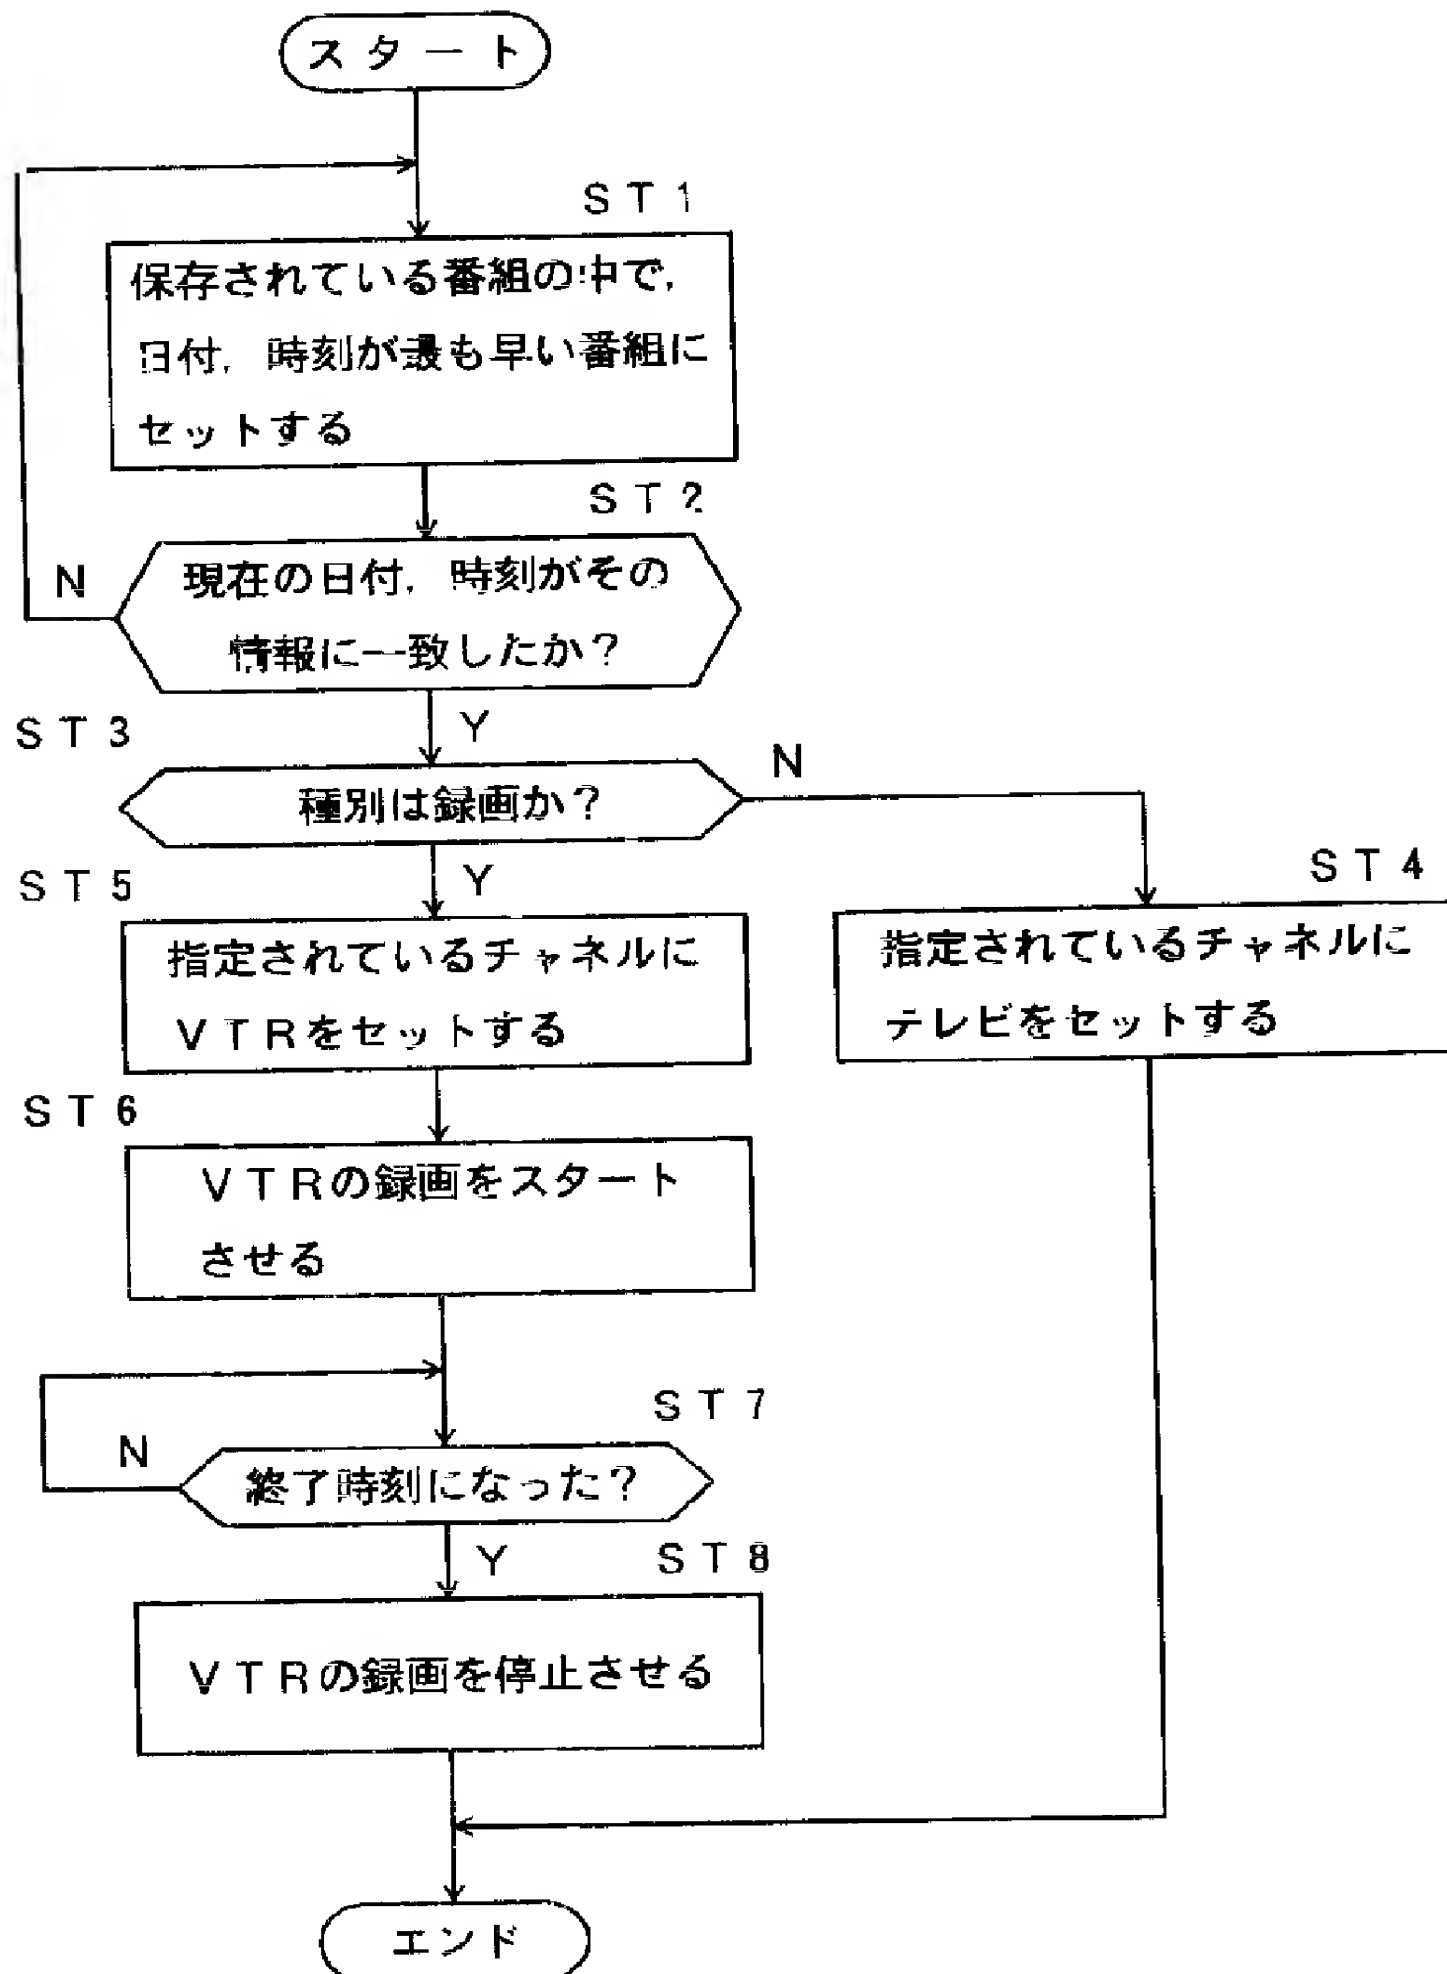 スタート
ST1
保存されている番組の中で,
日付, 時刻が最も早い番組に
セットする
ST2
N
現在の日付, 時刻がその
情報に一致したか?
Y
ST3
種別は録画か?
N
Y
ST4
指定されているチャネルに
テレビをセットする
ST5
指定されているチャネルに
VTRをセットする
ST6
VTRの録画をスタート
させる
ST7
N
終了時刻になった?
Y
ST8
VTRの録画を停止させる
エンド